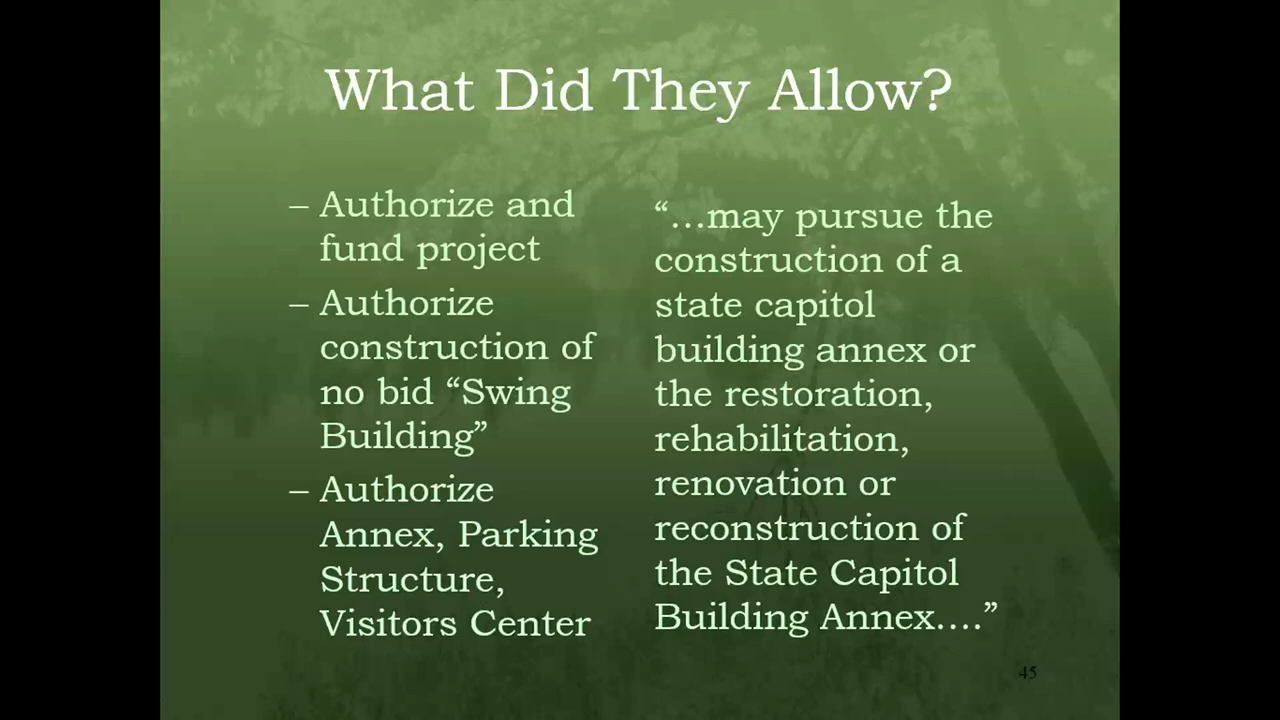 What Did They Allow?
– Authorize and
fund project
– Authorize
construction of
no bid “Swing
Building”
– Authorize
Annex, Parking
Structure,
Visitors Center
“…may pursue the
construction of a
state capitol
building annex or
the restoration,
rehabilitation,
renovation or
reconstruction of
the State Capitol
Building Annex….”
45